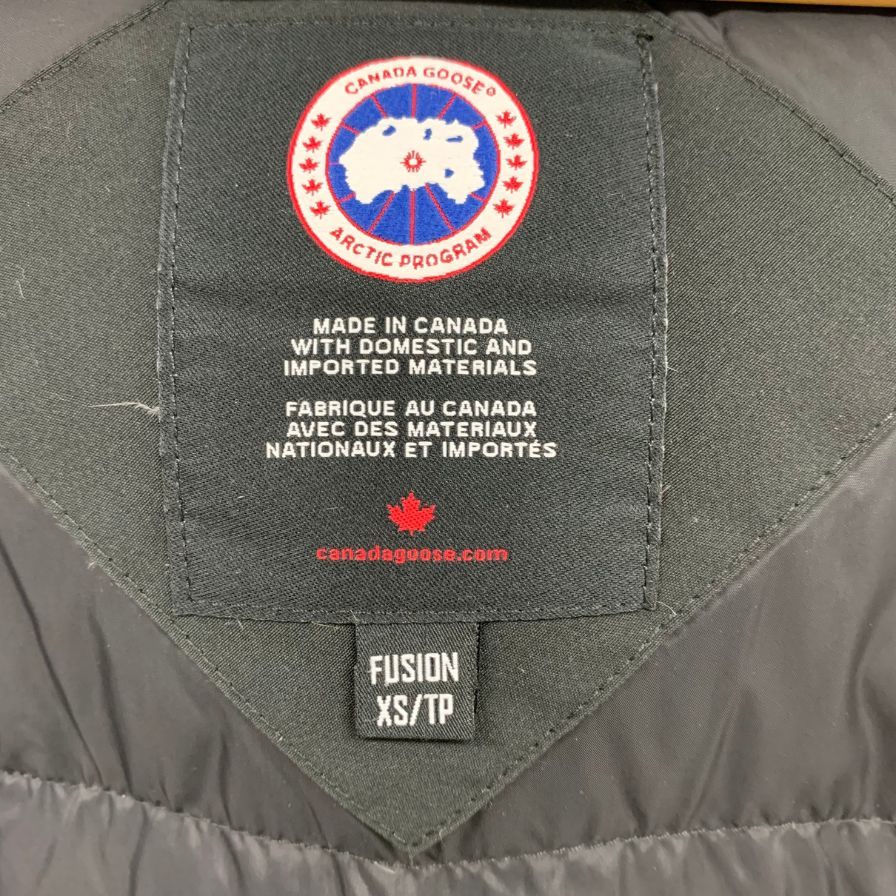 CANADA GOOSE®
ARCTIC PROGRAM
MADE IN CANADA
WITH DOMESTIC AND
IMPORTED MATERIALS
FABRIQUE AU CANADA
AVEC DES MATERIAUX
NATIONAUX ET IMPORTÉS
canadagoose.com
FUSION
XS/TP